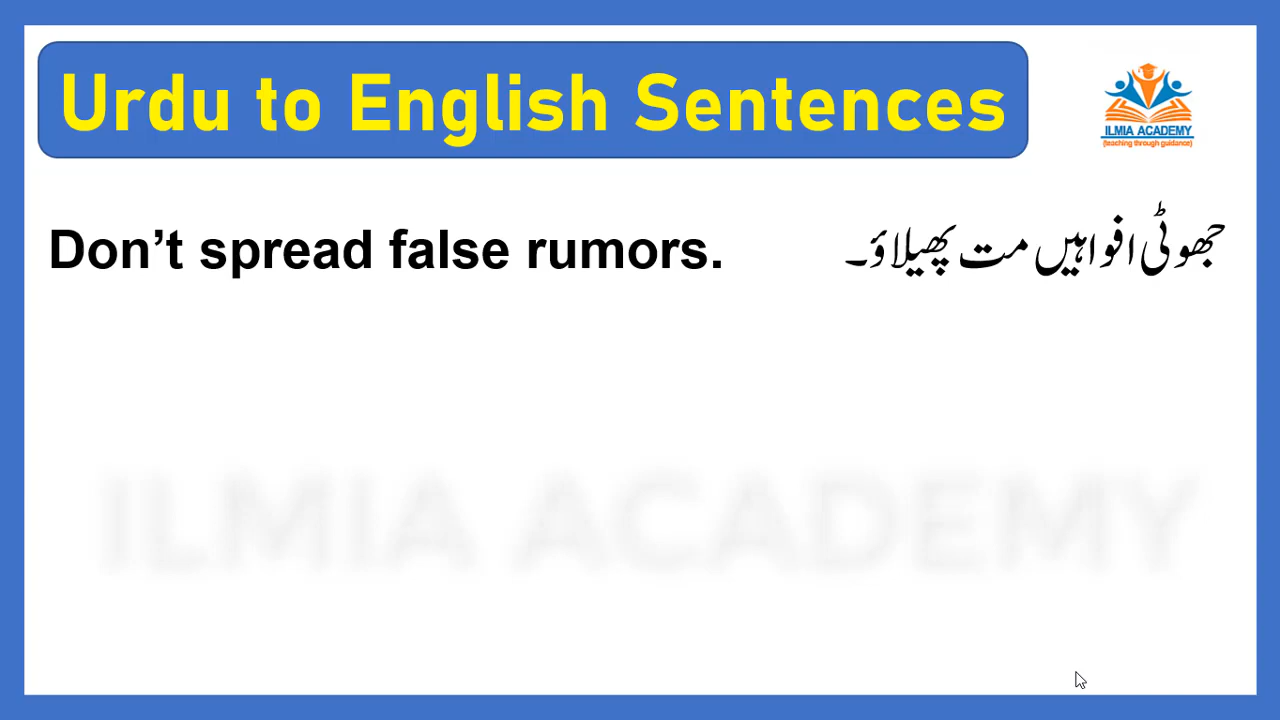 Urdu to English Sentences
ILMIA ACADEMY
(teaching through guidance)
Don’t spread false rumors.
جھوٹی افواہیں مت پھیلاؤ۔
ILMIA ACADEMY